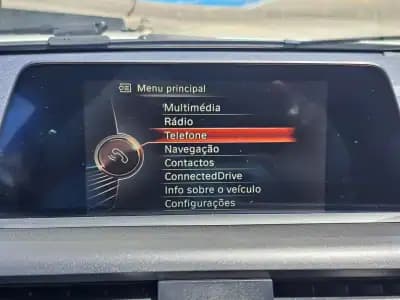 Menu principal
Multimédia
Rádio
Telefone
Navegação
Contactos
ConnectedDrive
Info sobre o veículo
Configurações